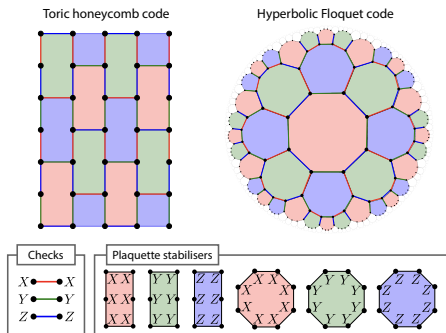 Toric honeycomb code
Hyperbolic Floquet code
Checks
X X
Y Y
Z Z
Plaquette stabilisers
X X
X X
X X
Y Y
Y Y
Y Y
Z Z
Z Z
Z Z
X X
X X
X X
X X
Y Y
Y Y
Y Y
Y Y
Z Z
Z Z
Z Z
Z Z